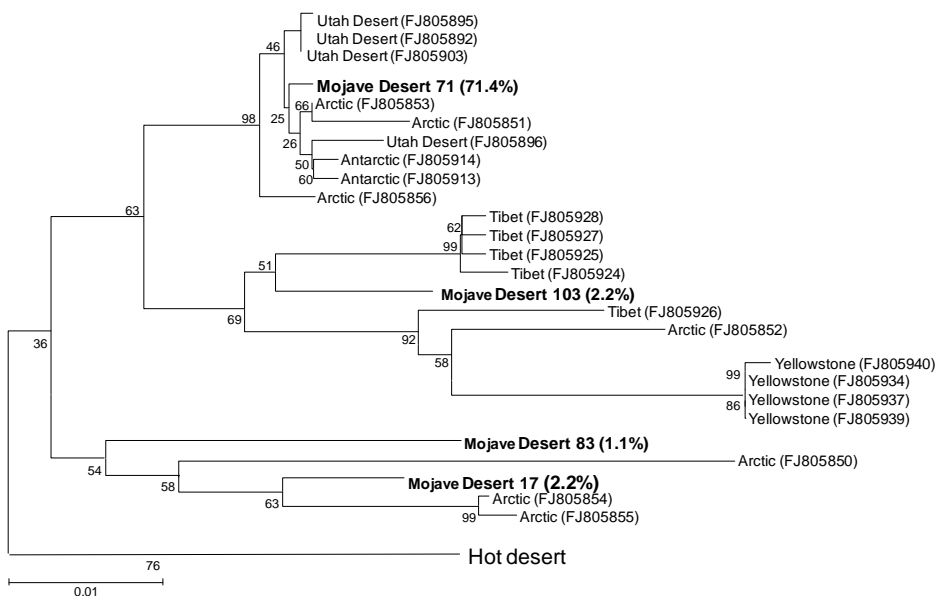 Utah Desert (FJ805895)
46
Utah Desert (FJ805892)
Utah Desert (FJ805903)
Mojave Desert 71 (71.4%)
66
Arctic (FJ805853)
98
25
Arctic (FJ805851)
26
Utah Desert (FJ805896)
50
Antarctic (FJ805914)
60
Antarctic (FJ805913)
Arctic (FJ805856)
63
Tibet (FJ805928)
62
Tibet (FJ805927)
99
Tibet (FJ805925)
51
Tibet (FJ805924)
Mojave Desert 103 (2.2%)
69
Tibet (FJ805926)
92
Arctic (FJ805852)
36
58
Yellowstone (FJ805940)
99
Yellowstone (FJ805934)
86
Yellowstone (FJ805937)
Yellowstone (FJ805939)
Mojave Desert 83 (1.1%)
54
Arctic (FJ805850)
58
Mojave Desert 17 (2.2%)
63
Arctic (FJ805854)
99
Arctic (FJ805855)
Hot desert
76
0.01